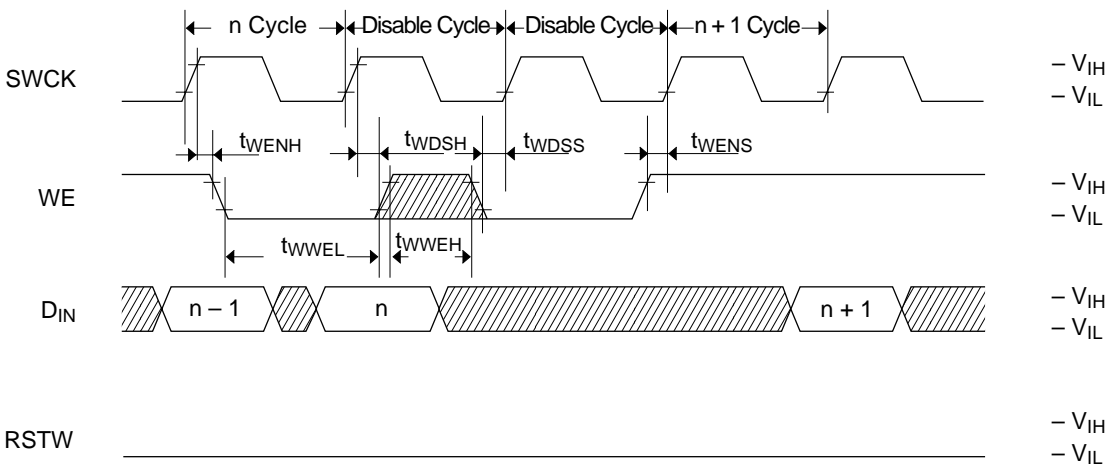 n Cycle Disable Cycle Disable Cycle n + 1 Cycle
SWCK
– VIH
– VIL
tWENH tWDSH tWDSS tWENS
WE
– VIH
– VIL
tWWEL tWWEH
DIN
n – 1 n n + 1
– VIH
– VIL
RSTW
– VIH
– VIL